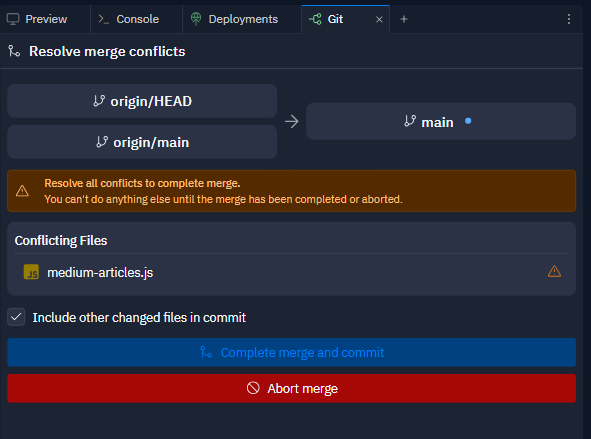 Preview
Console
Deployments
Git
Resolve merge conflicts
origin/HEAD
origin/main
main
Resolve all conflicts to complete merge.
You can't do anything else until the merge has been completed or aborted.
Conflicting Files
JS medium-articles.js
Include other changed files in commit
Complete merge and commit
Abort merge